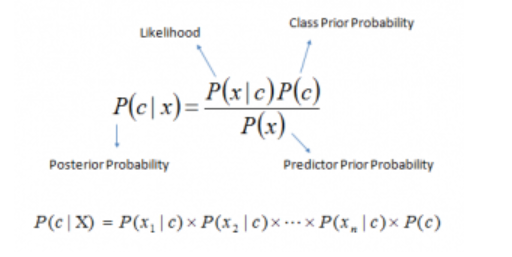 Likelihood
Class Prior Probability
P(c | x) = P(x | c)P(c) / P(x)
Posterior Probability
Predictor Prior Probability
P(c | X) = P(x₁ | c) × P(x₂ | c) × ⋯ × P(xₙ | c) × P(c)